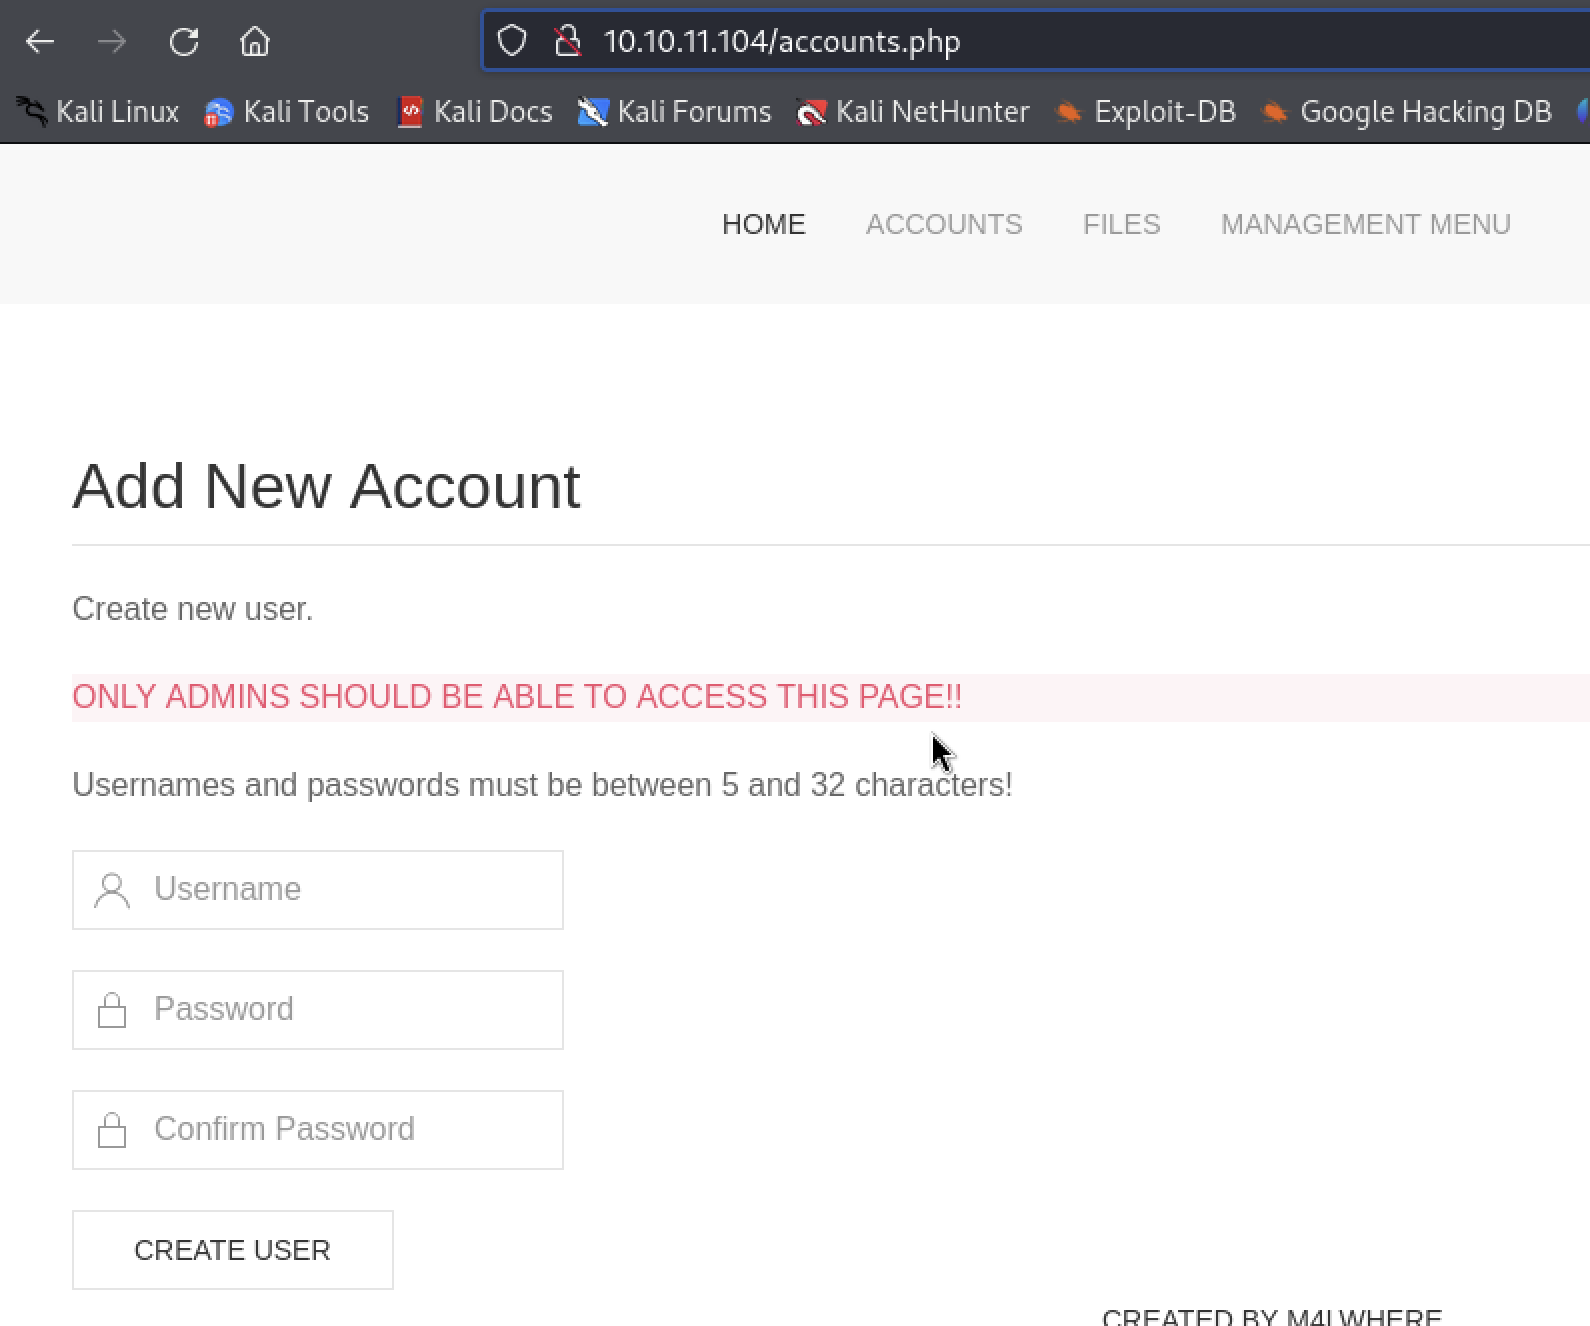 10.10.11.104/accounts.php
Kali Linux Kali Tools Kali Docs Kali Forums Kali NetHunter Exploit-DB Google Hacking DB
HOME ACCOUNTS FILES MANAGEMENT MENU
Add New Account
Create new user.
ONLY ADMINS SHOULD BE ABLE TO ACCESS THIS PAGE!!
Usernames and passwords must be between 5 and 32 characters!
Username
Password
Confirm Password
CREATE USER
CREATED BY M4LWHERE